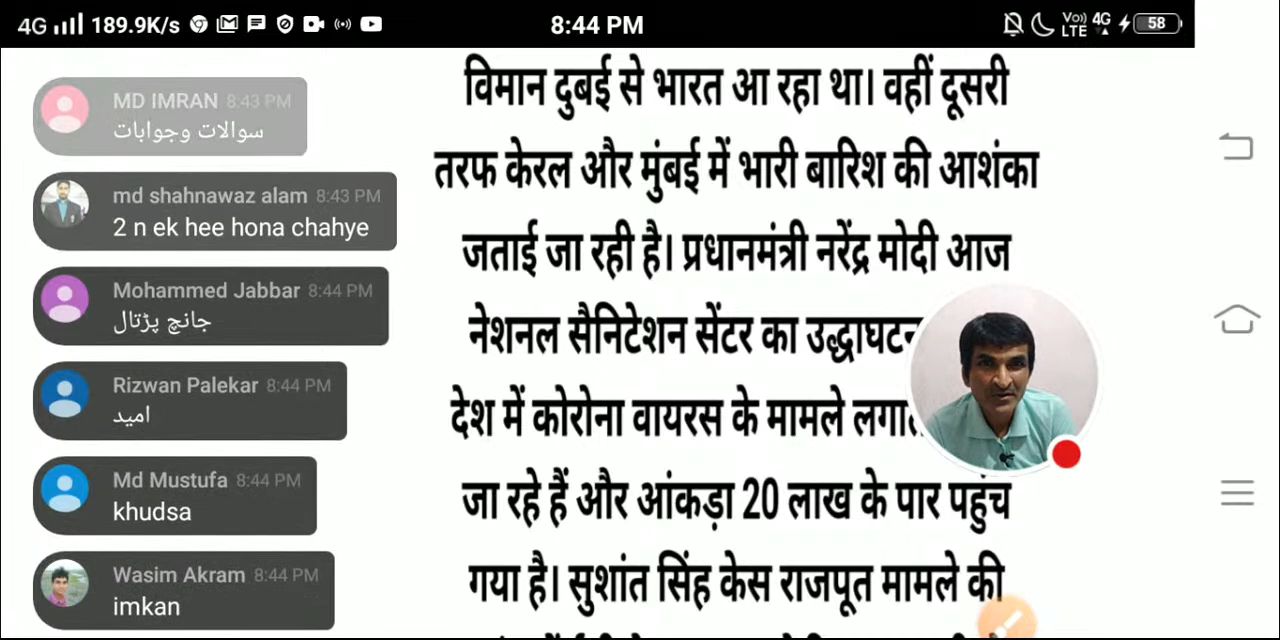 4G 189.9K/s 8:44 PM Vo)) LTE 4G 58
MD IMRAN 8:43 PM
سوالات وجوابات
md shahnawaz alam 8:43 PM
2 n ek hee hona chahye
Mohammed Jabbar 8:44 PM
جانچ پڑتال
Rizwan Palekar 8:44 PM
امید
Md Mustufa 8:44 PM
khudsa
Wasim Akram 8:44 PM
imkan
विमान दुबई से भारत आ रहा था। वहीं दूसरी
तरफ केरल और मुंबई में भारी बारिश की आशंका
जताई जा रही है। प्रधानमंत्री नरेंद्र मोदी आज
नेशनल सैनिटेशन सेंटर का
देश में कोरोना वायरस के मामले
जा रहे हैं और आंकड़ा 20 लाख के पार पहुंच
गया है। सुशांत सिंह केस राजपूत मामले की